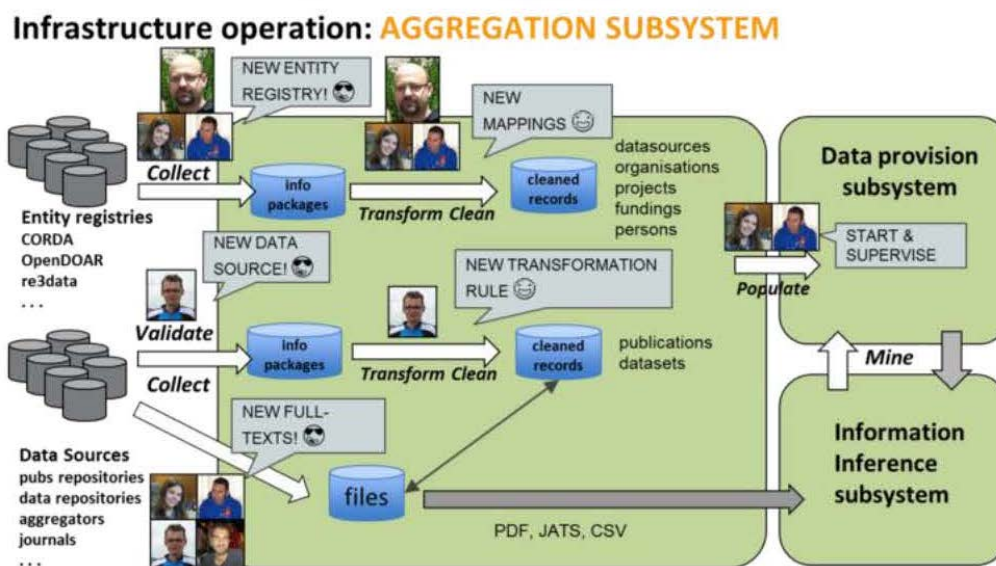 Infrastructure operation: AGGREGATION SUBSYSTEM
NEW ENTITY
REGISTRY! 
NEW
MAPPINGS
Collect
info
packages
Transform Clean
cleaned
records
datasources
organisations
projects
fundings
persons
Entity registries
CORDA
OpenDOAR
re3data
. . .
NEW DATA
SOURCE!
Validate
Collect
info
packages
NEW TRANSFORMATION
RULE
Transform Clean
cleaned
records
publications
datasets
Data Sources
pubs repositories
data repositories
aggregators
journals
. . .
NEW FULL-
TEXTS!
files
PDF, JATS, CSV
Data provision
subsystem
START &
SUPERVISE
Populate
Mine
Information
Inference
subsystem